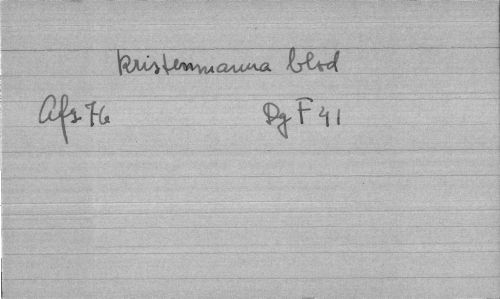 kristenmanna blod
Afs. 76 Dg F 41